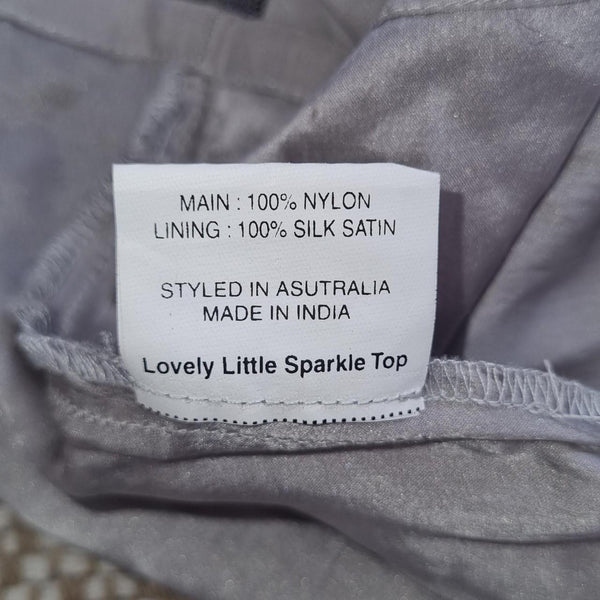 MAIN : 100% NYLON
LINING : 100% SILK SATIN
STYLED IN ASUTRALIA
MADE IN INDIA
Lovely Little Sparkle Top